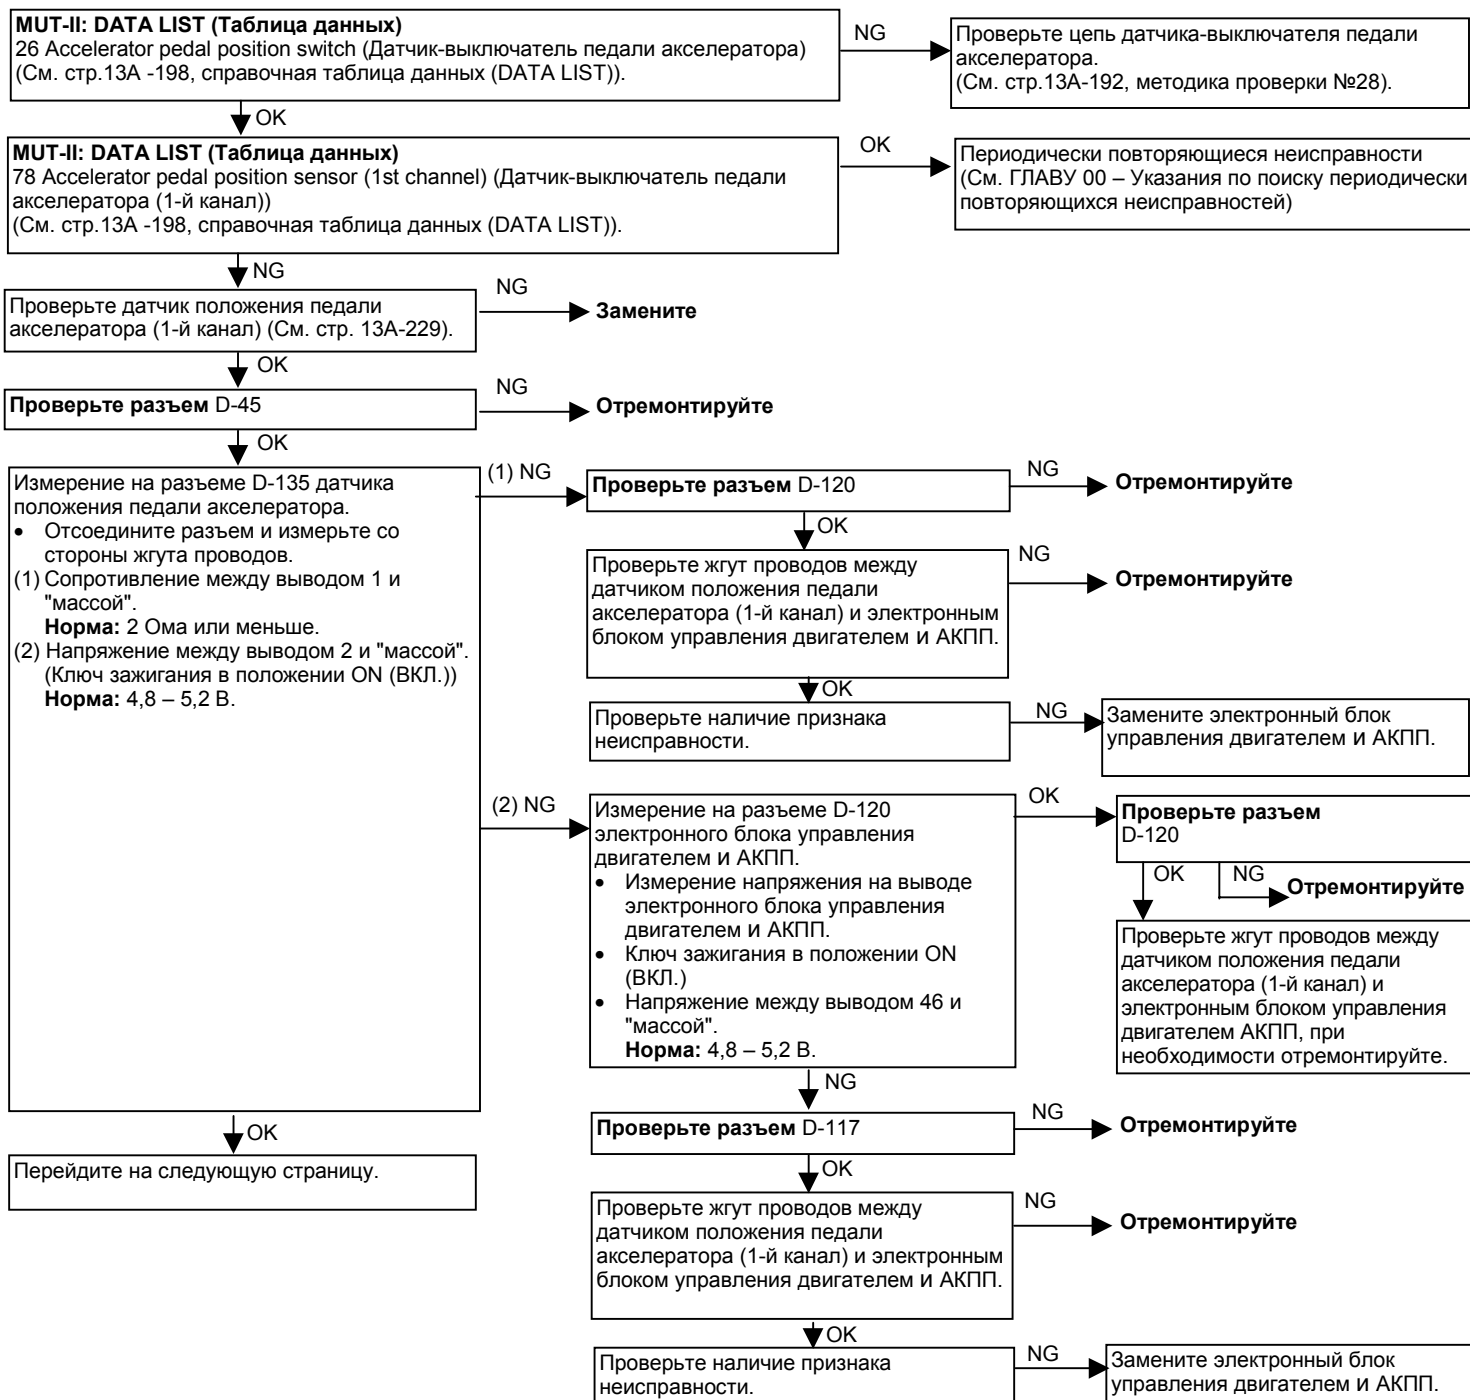 MUT-II: DATA LIST (Таблица данных)
26 Accelerator pedal position switch (Датчик-выключатель педали акселератора)
(См. стр.13А -198, справочная таблица данных (DATA LIST)).
NG
Проверьте цепь датчика-выключателя педали
акселератора.
(См. стр.13А-192, методика проверки №28).
OK
MUT-II: DATA LIST (Таблица данных)
78 Accelerator pedal position sensor (1st channel) (Датчик-выключатель педали
акселератора (1-й канал))
(См. стр.13А -198, справочная таблица данных (DATA LIST)).
OK
Периодически повторяющиеся неисправности
(См. ГЛАВУ 00 – Указания по поиску периодически
повторяющихся неисправностей)
NG
Проверьте датчик положения педали
акселератора (1-й канал) (См. стр. 13А-229).
NG
Замените
OK
Проверьте разъем D-45
NG
Отремонтируйте
OK
Измерение на разъеме D-135 датчика
положения педали акселератора.
• Отсоедините разъем и измерьте со
стороны жгута проводов.
(1) Сопротивление между выводом 1 и
"массой".
Норма: 2 Ома или меньше.
(2) Напряжение между выводом 2 и "массой".
(Ключ зажигания в положении ON (ВКЛ.))
Норма: 4,8 – 5,2 В.
(1) NG
Проверьте разъем D-120
NG
Отремонтируйте
OK
Проверьте жгут проводов между
датчиком положения педали
акселератора (1-й канал) и электронным
блоком управления двигателем и АКПП.
NG
Отремонтируйте
OK
Проверьте наличие признака
неисправности.
NG
Замените электронный блок
управления двигателем и АКПП.
(2) NG
Измерение на разъеме D-120
электронного блока управления
двигателем и АКПП.
• Измерение напряжения на выводе
электронного блока управления
двигателем и АКПП.
• Ключ зажигания в положении ON
(ВКЛ.)
• Напряжение между выводом 46 и
"массой".
Норма: 4,8 – 5,2 В.
OK
Проверьте разъем
D-120
OK
NG
Отремонтируйте
Проверьте жгут проводов между
датчиком положения педали
акселератора (1-й канал) и
электронным блоком управления
двигателем АКПП, при
необходимости отремонтируйте.
NG
Проверьте разъем D-117
NG
Отремонтируйте
OK
Проверьте жгут проводов между
датчиком положения педали
акселератора (1-й канал) и электронным
блоком управления двигателем и АКПП.
NG
Отремонтируйте
OK
Проверьте наличие признака
неисправности.
NG
Замените электронный блок
управления двигателем и АКПП.
OK
Перейдите на следующую страницу.